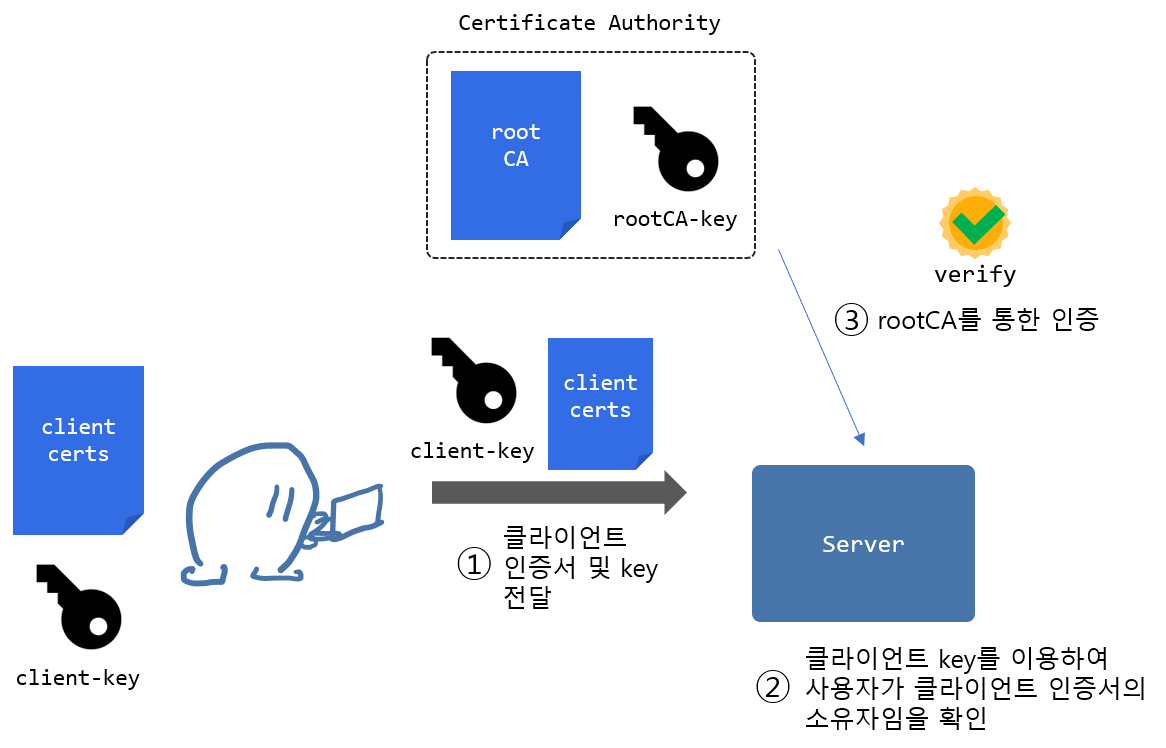 Certificate Authority
root
CA
rootCA-key
verify
③ rootCA를 통한 인증
client
certs
client-key
client
certs
client-key
①
클라이언트
인증서 및 key
전달
Server
②
클라이언트 key를 이용하여
사용자가 클라이언트 인증서의
소유자임을 확인